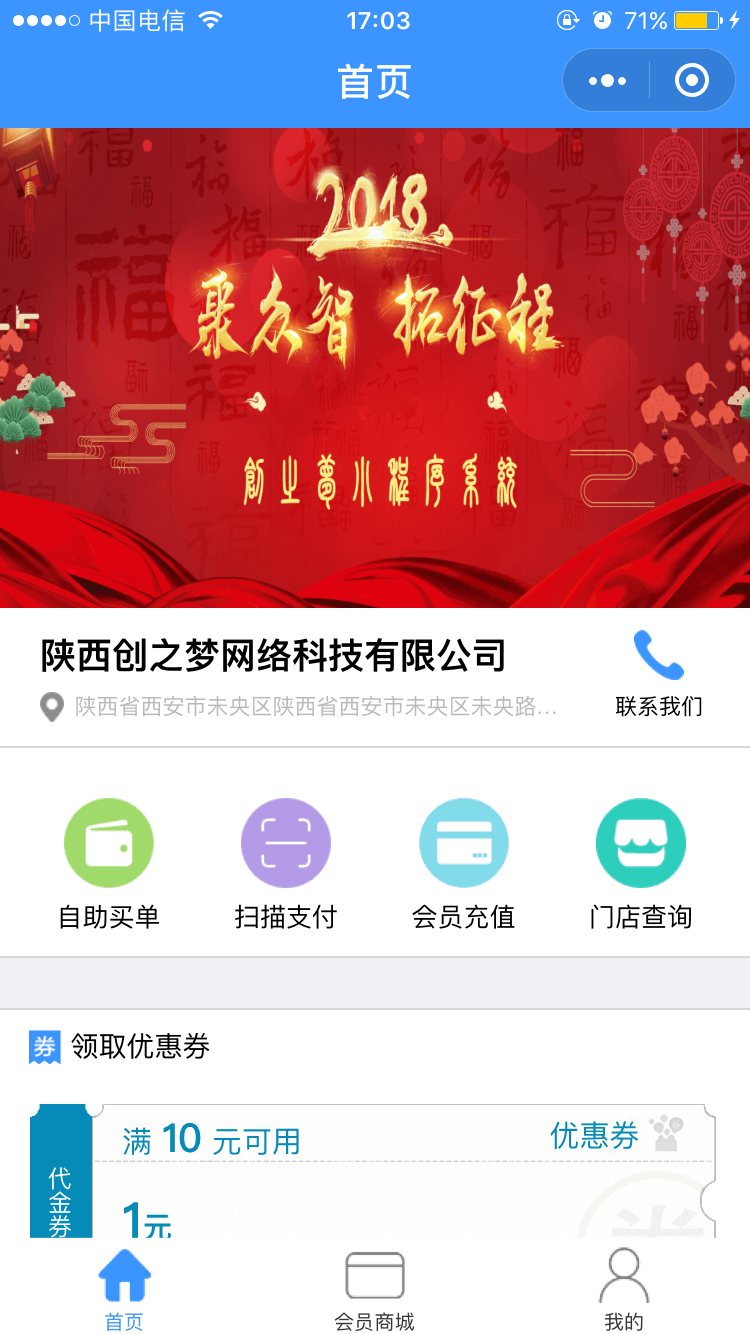 中国电信 17:03 71%
首页
2018
聚众智 拓征程
創之尊小程序系統
陕西创之梦网络科技有限公司
陕西省西安市未央区陕西省西安市未央区未央路...
联系我们
自助买单 扫描支付 会员充值 门店查询
券 领取优惠券
满 10 元可用 优惠券
代金券
1元
首页 会员商城 我的